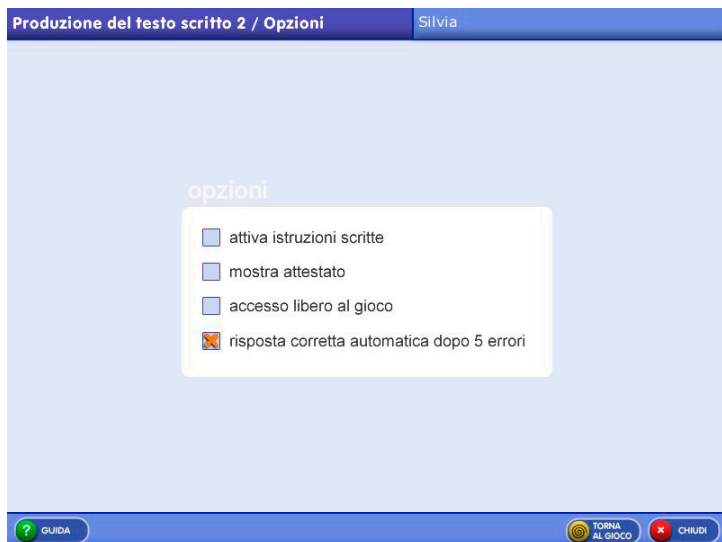 Produzione del testo scritto 2 / Opzioni
Silvia
opzioni
attiva istruzioni scritte
mostra attestato
accesso libero al gioco
risposta corretta automatica dopo 5 errori
? GUIDA
TORNA
AL GIOCO
CHIUDI